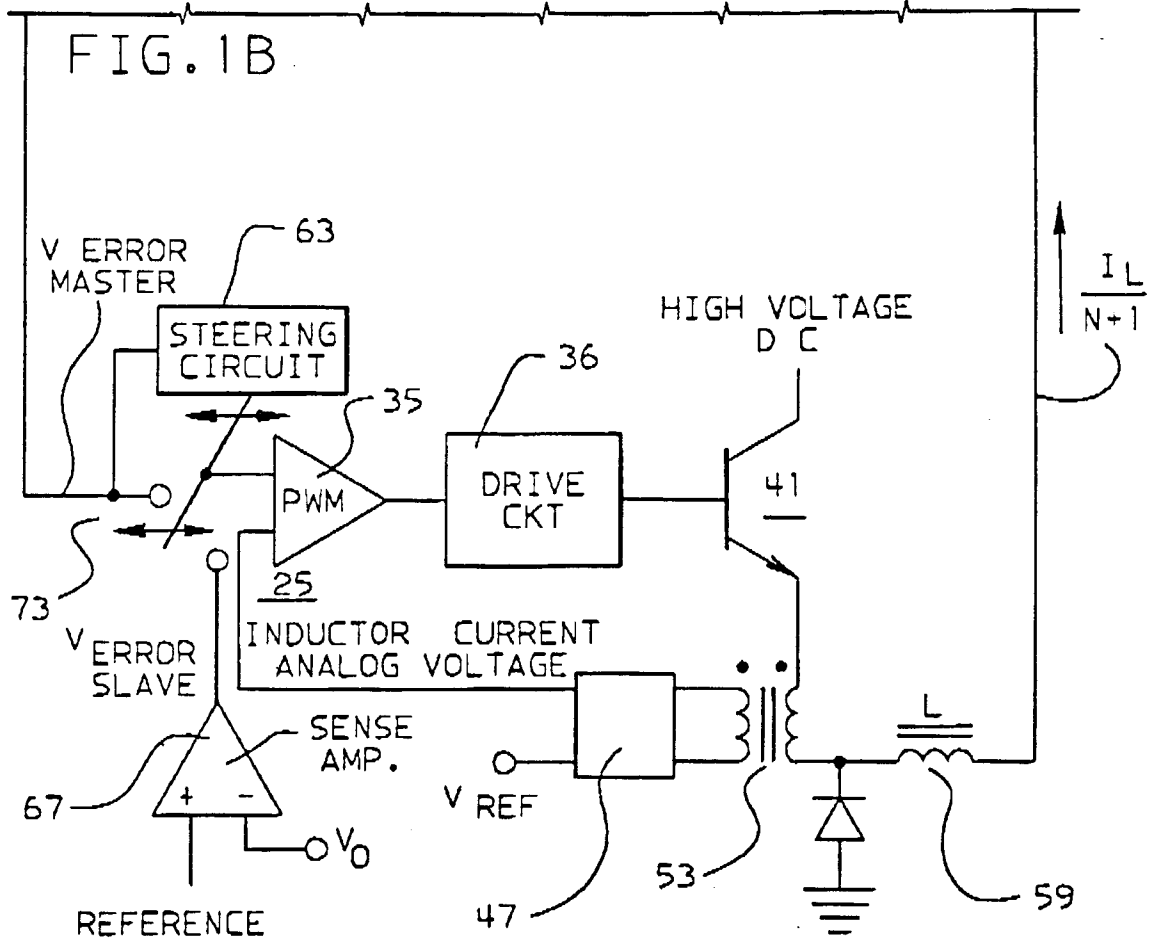 FIG.1B
63
V ERROR
MASTER
STEERING
CIRCUIT
I L
N+1
HIGH VOLTAGE
D C
36
35
PWM
DRIVE
CKT
41
73
25
V ERROR
SLAVE
INDUCTOR CURRENT
ANALOG VOLTAGE
SENSE
AMP.
L
67
+ -
V REF
V O
53
59
47
REFERENCE